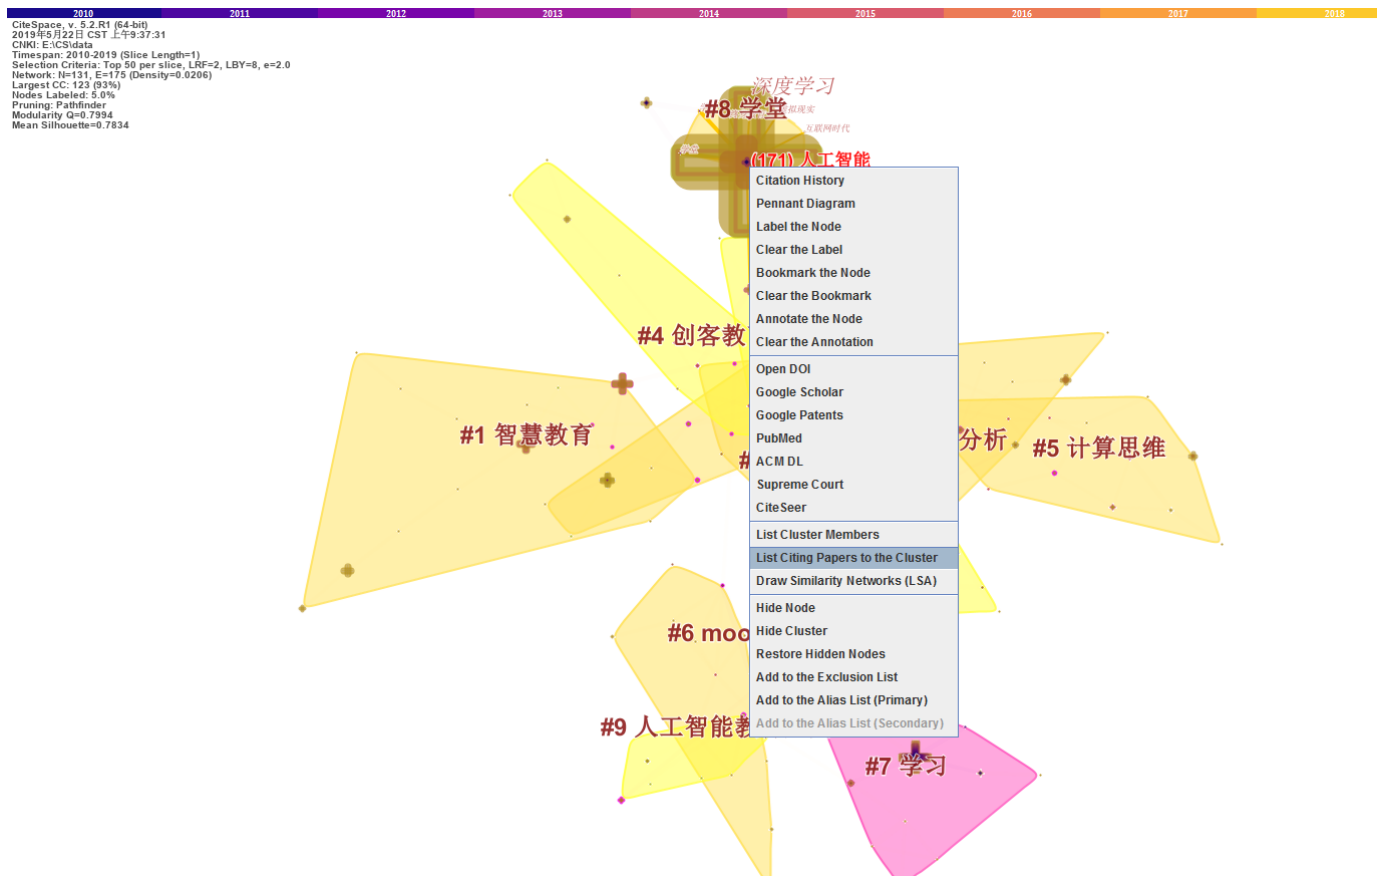 2010 2011 2012 2013 2014 2015 2016 2017 2018
CiteSpace, v. 5.2.R1 (64-bit)
2019年5月22日 CST 上午9:37:31
CNKI: E:\CS\data
Timespan: 2010-2019 (Slice Length=1)
Selection Criteria: Top 50 per slice, LRF=2, LBY=8, e=2.0
Network: N=131, E=175 (Density=0.0206)
Largest CC: 123 (93%)
Nodes Labeled: 5.0%
Pruning: Pathfinder
Modularity Q=0.7994
Mean Silhouette=0.7834
深度学习
#8 学堂
拟现实
互联网时代
(171) 人工智能
Citation History
Pennant Diagram
Label the Node
Clear the Label
Bookmark the Node
Clear the Bookmark
Annotate the Node
Clear the Annotation
Open DOI
Google Scholar
Google Patents
PubMed
ACM DL
Supreme Court
CiteSeer
List Cluster Members
List Citing Papers to the Cluster
Draw Similarity Networks (LSA)
Hide Node
Hide Cluster
Restore Hidden Nodes
Add to the Exclusion List
Add to the Alias List (Primary)
Add to the Alias List (Secondary)
#4 创客教
#1 智慧教育
#
分析
#5 计算思维
#6 moo
#9 人工智能教
#7 学习